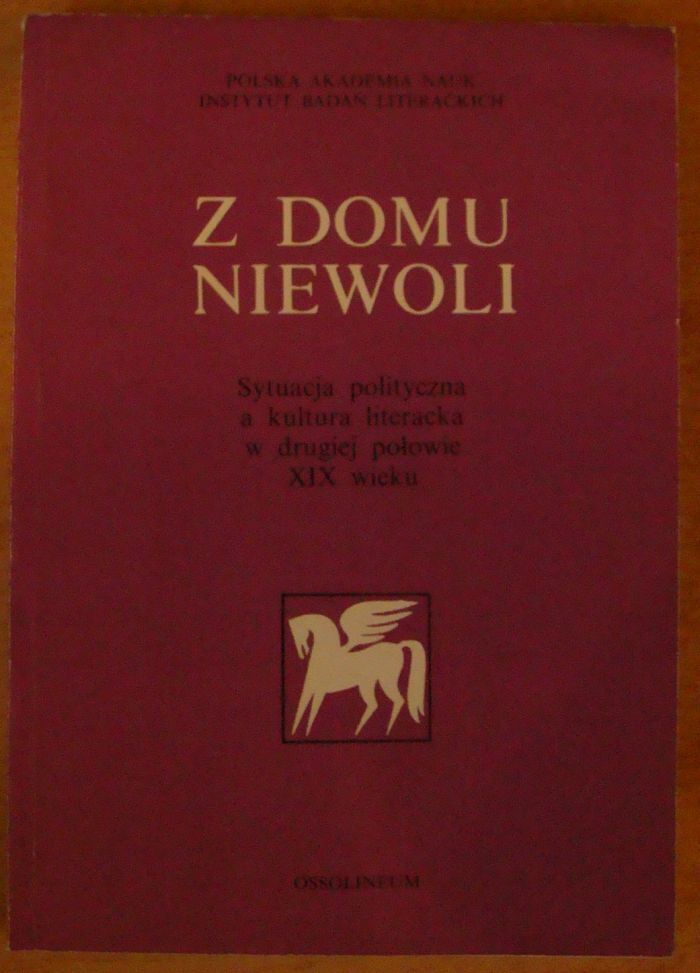 POLSKA AKADEMIA NAUK
INSTYTUT BADAŃ LITERACKICH
Z DOMU
NIEWOLI
Sytuacja polityczna
a kultura literacka
w drugiej połowie
XIX wieku
OSSOLINEUM